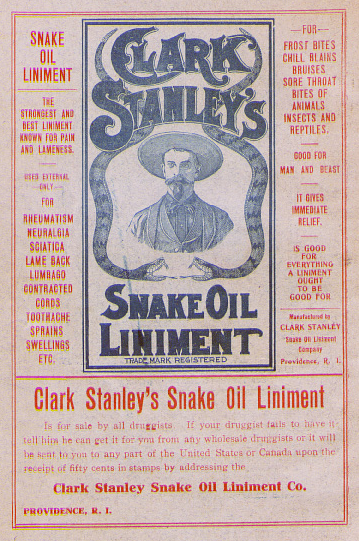 SNAKE
OIL
LINIMENT
THE
STRONGEST AND
BEST LINIMENT
KNOWN FOR PAIN
AND LAMENESS.
USED EXTERNAL
ONLY
FOR
RHEUMATISM
NEURALGIA
SCIATICA
LAME BACK
LUMBAGO
CONTRACTED
CORDS
TOOTHACHE
SPRAINS
SWELLINGS
ETC.
CLARK
STANLEY'S
SNAKE OIL
LINIMENT
TRADE MARK REGISTERED
—FOR—
FROST BITES
CHILL BLAINS
BRUISES
SORE THROAT
BITES OF
ANIMALS
INSECTS AND
REPTILES.
GOOD FOR
MAN AND BEAST
IT GIVES
IMMEDIATE
RELIEF.
IS GOOD
FOR
EVERYTHING
A LINIMENT
OUGHT
TO BE
GOOD FOR
Manufactured by
CLARK STANLEY
Snake Oil Liniment
Company
Providence, R. I.
Clark Stanley's Snake Oil Liniment
Is for sale by all druggists. If your druggist fails to have it
tell him he can get it for you from any wholesale druggists or it will
be sent to you to any part of the United States or Canada upon the
receipt of fifty cents in stamps by addressing the
Clark Stanley Snake Oil Liniment Co.
PROVIDENCE, R. I.